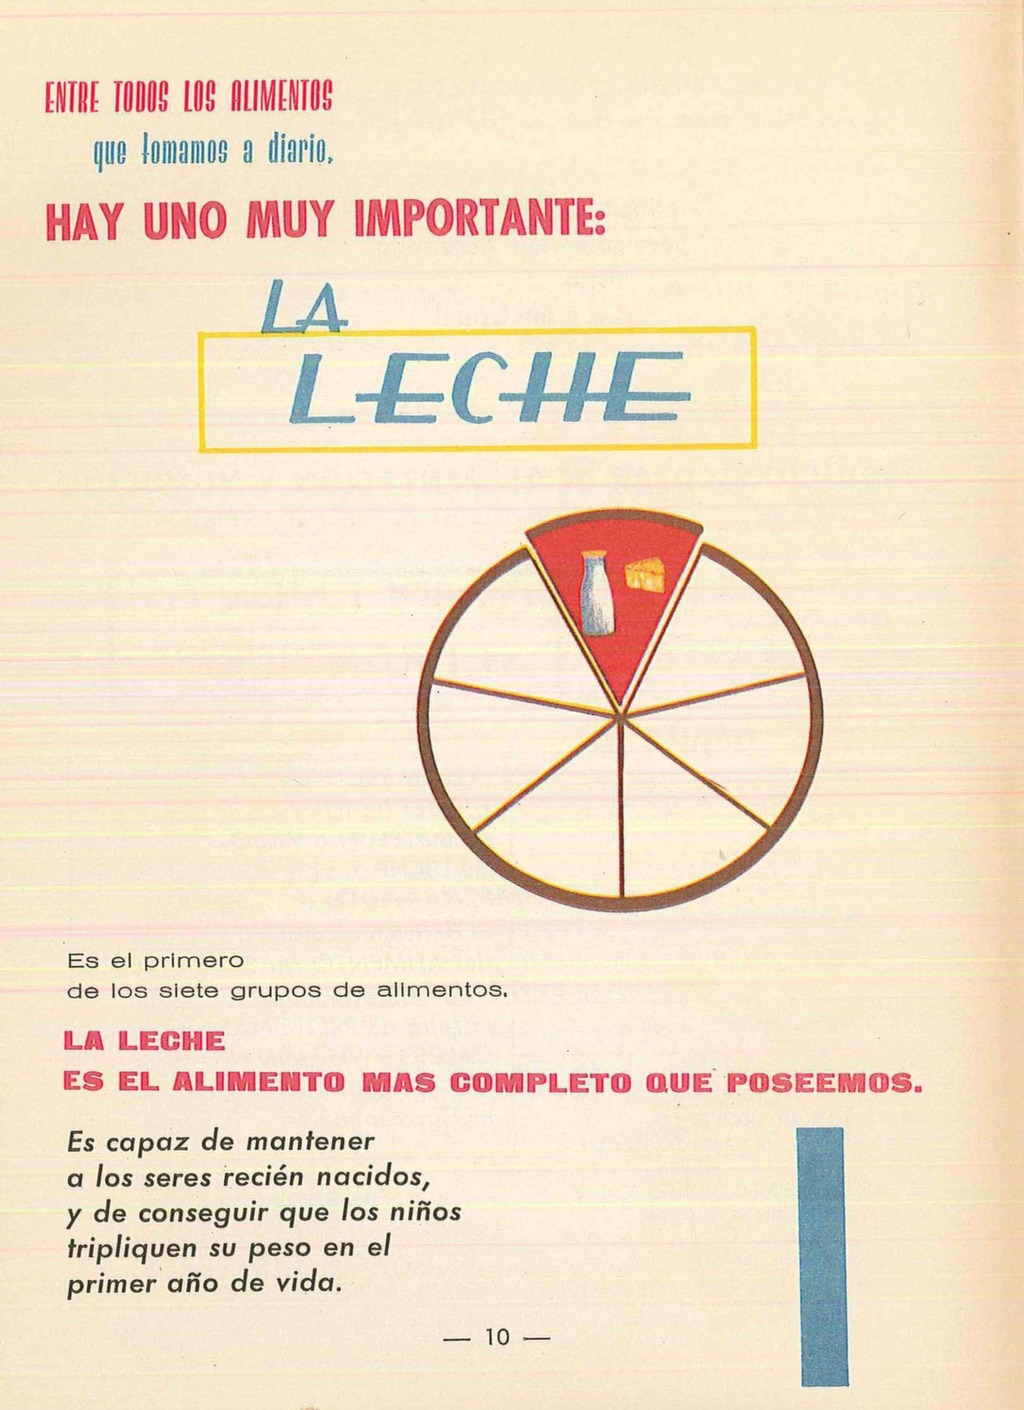 ENTRE TODOS LOS ALIMENTOS
que tomamos a diario,
HAY UNO MUY IMPORTANTE:
LA
LECHE
Es el primero
de los siete grupos de alimentos.
LA LECHE
ES EL ALIMENTO MAS COMPLETO QUE POSEEMOS.
Es capaz de mantener
a los seres recién nacidos,
y de conseguir que los niños
tripliquen su peso en el
primer año de vida.
— 10 —